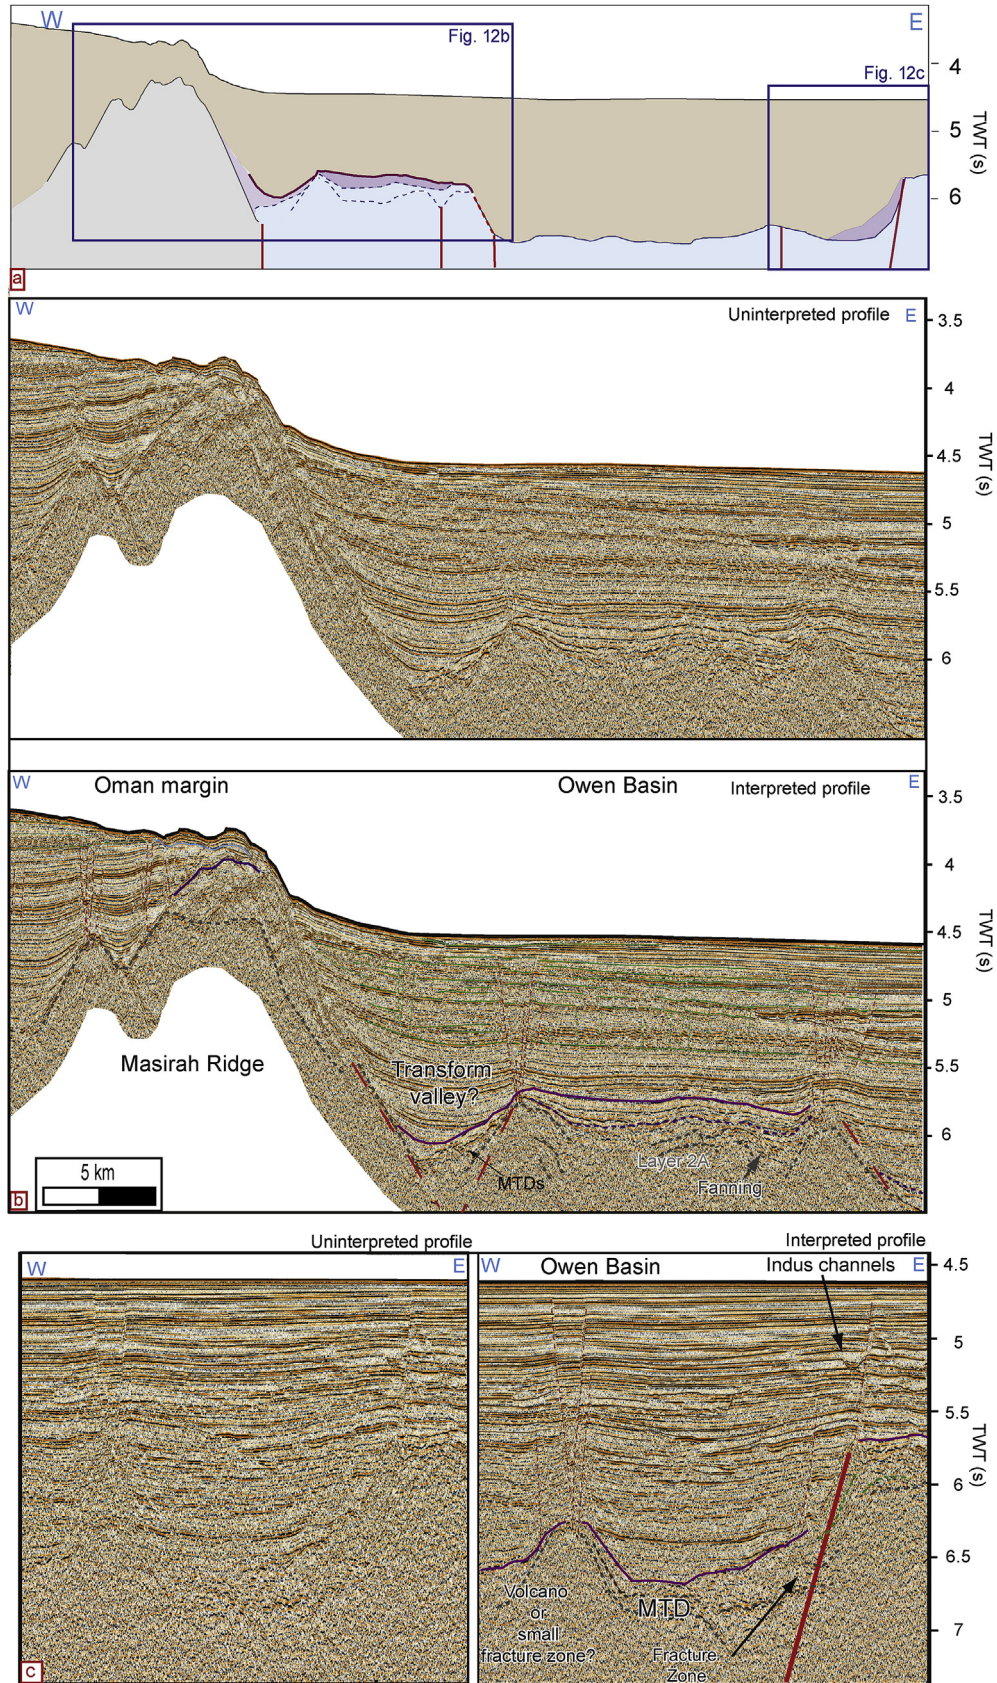 W
E
Fig. 12b
Fig. 12c
4
5
6
TWT (s)
a
W
Uninterpreted profile
E
3.5
4
4.5
5
5.5
6
TWT (s)
W
Oman margin
Owen Basin
Interpreted profile
E
3.5
4
4.5
5
5.5
6
TWT (s)
Masirah Ridge
Transform
valley?
Layer 2A
MTDs
Fanning
5 km
b
Uninterpreted profile
W
E
Interpreted profile
W
Owen Basin
Indus channels
E
4.5
5
5.5
6
6.5
7
TWT (s)
Volcano
or
small
fracture zone?
MTD
Fracture
Zone
c